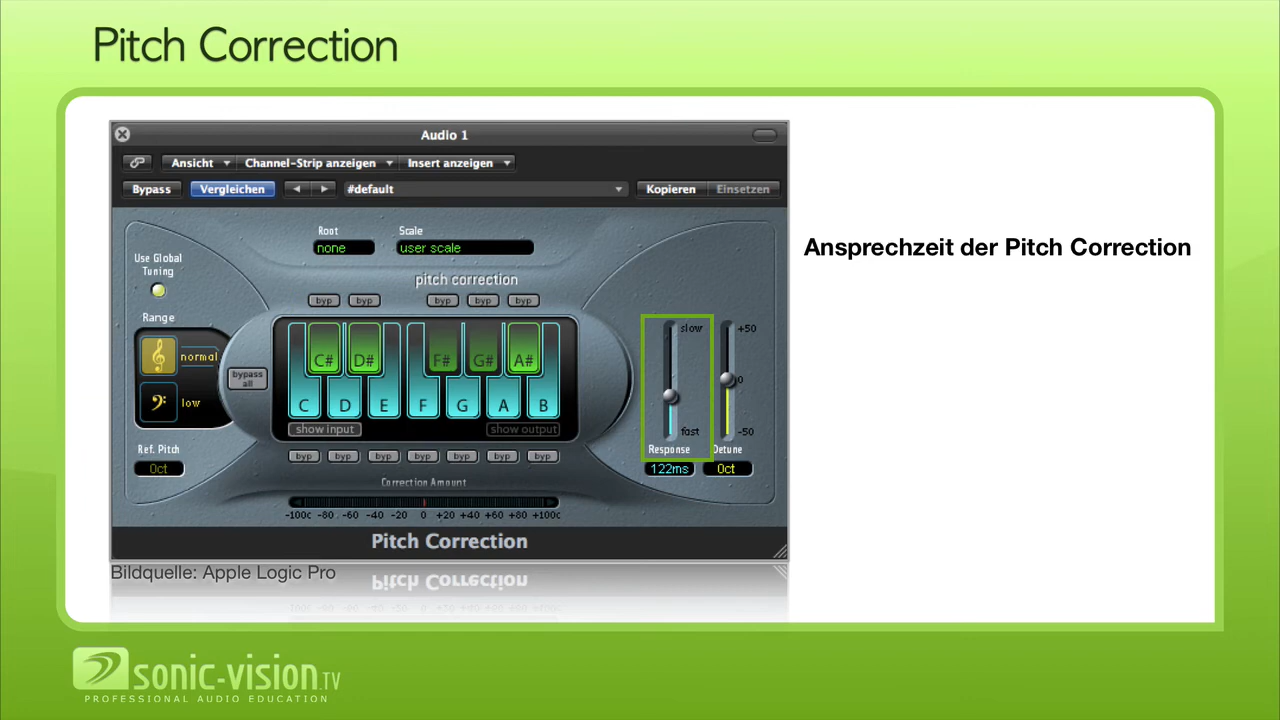 Pitch Correction
Audio 1
Ansicht Channel-Strip anzeigen Insert anzeigen
Bypass Vergleichen #default Kopieren Einsetzen
Root Scale
none user scale
Use Global
Tuning
pitch correction
byp byp byp byp byp
Range
normal
low
bypass
all
C# D# F# G# A#
C D E F G A B
show input show output
byp byp byp byp byp byp byp
slow +50
0
fast -50
Response Detune
122ms 0ct
Ref. Pitch
0ct
Correction Amount
-100c -80 -60 -40 -20 0 +20 +40 +60 +80 +100c
Pitch Correction
Ansprechzeit der Pitch Correction
Bildquelle: Apple Logic Pro
sonic-vision.TV
PROFESSIONAL AUDIO EDUCATION